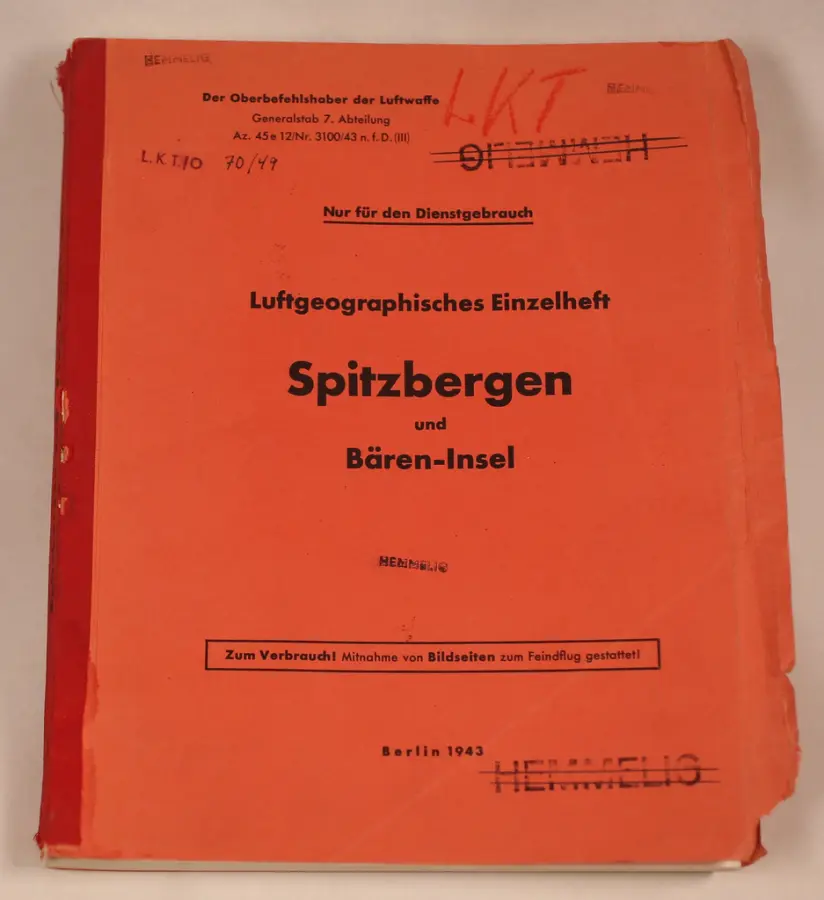 HEMMELIG
Der Oberbefehlshaber der Luftwaffe
Generalstab 7. Abteilung
Az. 45 e 12/Nr. 3100/43 n. f. D. (III)
LKT
HEMMELIG
L.K.T./O 70/49
Nur für den Dienstgebrauch
Luftgeographisches Einzelheft
Spitzbergen
und
Bären-Insel
HEMMELIG
Zum Verbrauch! Mitnahme von Bildseiten zum Feindflug gestattet!
Berlin 1943
HEMMELIG